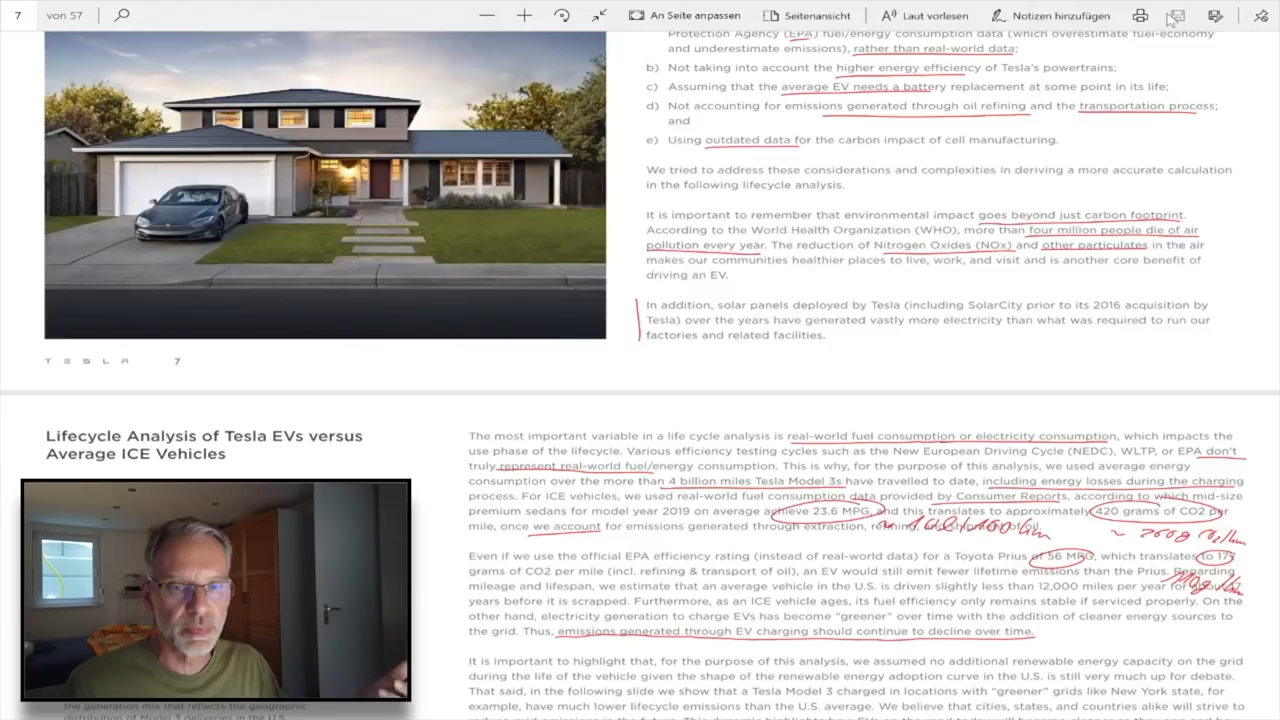 7 von 57 An Seite anpassen Seitenansicht Laut vorlesen Notizen hinzufügen
Protection Agency (EPA) fuel/energy consumption data (which overestimate fuel-economy
and underestimate emissions), rather than real-world data;
b) Not taking into account the higher energy efficiency of Tesla's powertrains;
c) Assuming that the average EV needs a battery replacement at some point in its life;
d) Not accounting for emissions generated through oil refining and the transportation process;
and
e) Using outdated data for the carbon impact of cell manufacturing.
We tried to address these considerations and complexities in deriving a more accurate calculation
in the following lifecycle analysis.
It is important to remember that environmental impact goes beyond just carbon footprint.
According to the World Health Organization (WHO), more than four million people die of air
pollution every year. The reduction of Nitrogen Oxides (NOx) and other particulates in the air
makes our communities healthier places to live, work, and visit and is another core benefit of
driving an EV.
In addition, solar panels deployed by Tesla (including SolarCity prior to its 2016 acquisition by
Tesla) over the years have generated vastly more electricity than what was required to run our
factories and related facilities.
TESLA 7
Lifecycle Analysis of Tesla EVs versus
Average ICE Vehicles
The most important variable in a life cycle analysis is real-world fuel consumption or electricity consumption, which impacts the
use phase of the lifecycle. Various efficiency testing cycles such as the New European Driving Cycle (NEDC), WLTP, or EPA don't
truly represent real-world fuel/energy consumption. This is why, for the purpose of this analysis, we used average energy
consumption over the more than 4 billion miles Tesla Model 3s have travelled to date, including energy losses during the charging
process. For ICE vehicles, we used real-world fuel consumption data provided by Consumer Reports, according to which mid-size
premium sedans for model year 2019 on average achieve 23.6 MPG, and this translates to approximately 420 grams of CO2 per
mile, once we account for emissions generated through extraction, refining, and of oil.
Even if we use the official EPA efficiency rating (instead of real-world data) for a Toyota Prius of 56 MPG, which translates to 177
grams of CO2 per mile (incl. refining & transport of oil), an EV would still emit fewer lifetime emissions than the Prius. Regarding
mileage and lifespan, we estimate that an average vehicle in the U.S. is driven slightly less than 12,000 miles per year for
years before it is scrapped. Furthermore, as an ICE vehicle ages, its fuel efficiency only remains stable if serviced properly. On the
other hand, electricity generation to charge EVs has become “greener” over time with the addition of cleaner energy sources to
the grid. Thus, emissions generated through EV charging should continue to decline over time.
It is important to highlight that, for the purpose of this analysis, we assumed no additional renewable energy capacity on the grid
during the life of the vehicle given the shape of the renewable energy adoption curve in the U.S. is still very much up for debate.
That said, in the following slide we show that a Tesla Model 3 charged in locations with “greener” grids like New York state, for
example, have much lower lifecycle emissions than the U.S. average. We believe that cities, states, and countries alike will strive to
the generation mix that reflects the geographic
distribution of Model 3 deliveries in the U.S.